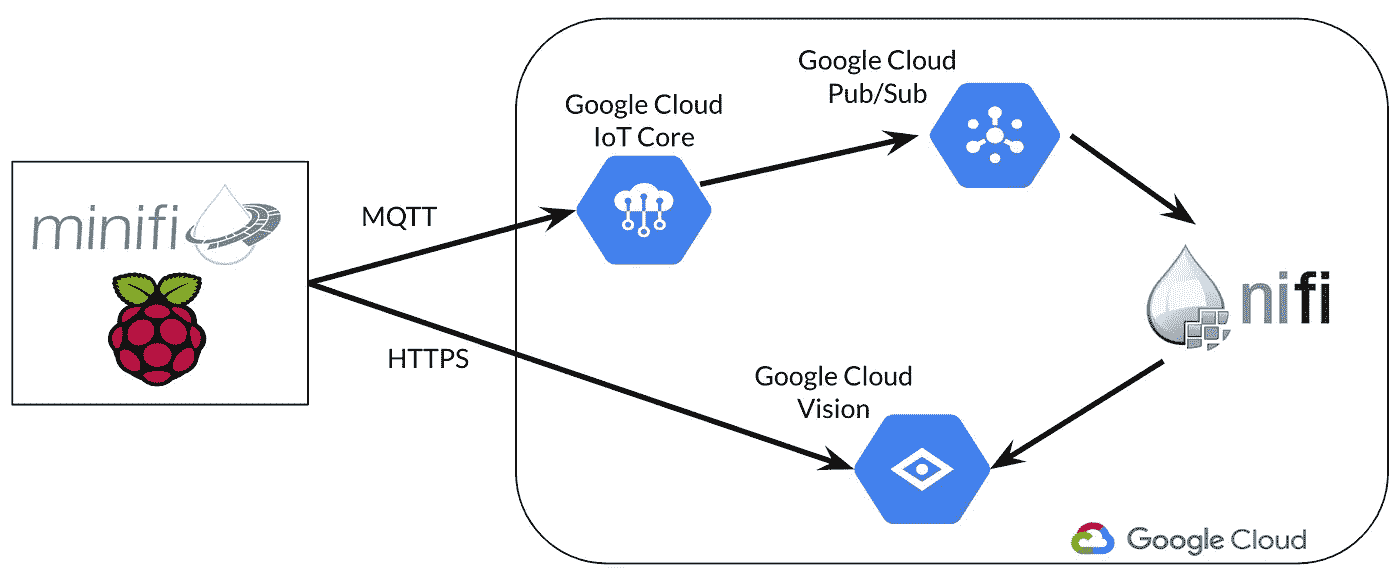 Google Cloud
Pub/Sub
Google Cloud
IoT Core
MQTT
minifi
nifi
HTTPS
Google Cloud
Vision
Google Cloud